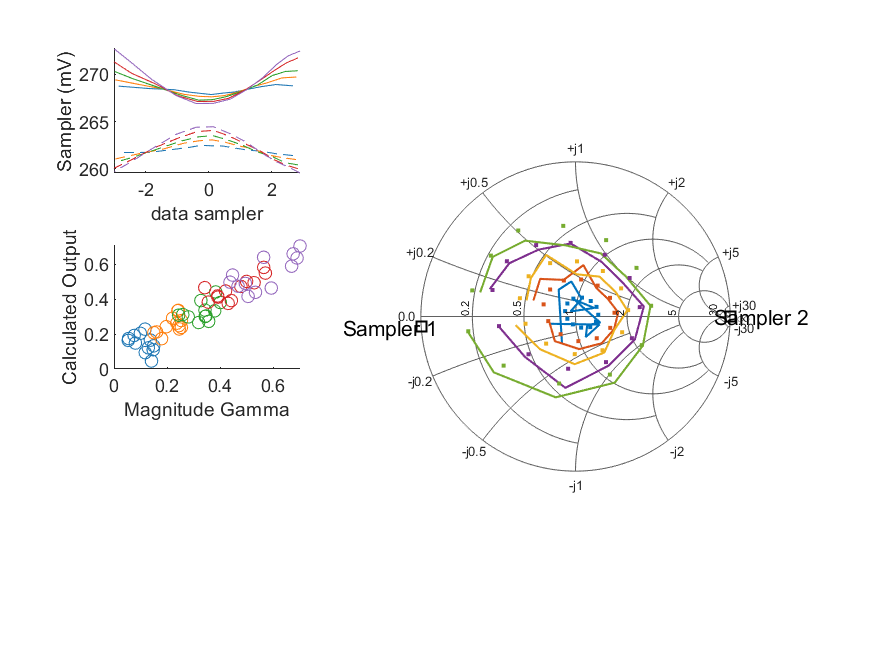 Sampler (mV)
270
265
260
-2
0
2
data sampler
Calculated Output
0.6
0.4
0.2
0
0
0.2
0.4
0.6
Magnitude Gamma
+j1
+j0.5
+j2
+j0.2
+j5
0.0
0.2
0.5
2
5
30
+j30
-j30
Sampler 1
Sampler 2
-j0.2
-j5
-j0.5
-j2
-j1